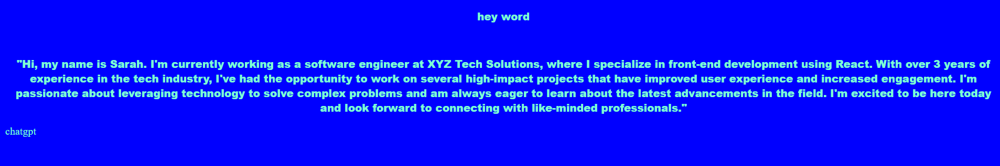 hey word
"Hi, my name is Sarah. I'm currently working as a software engineer at XYZ Tech Solutions, where I specialize in front-end development using React. With over 3 years of
experience in the tech industry, I've had the opportunity to work on several high-impact projects that have improved user experience and increased engagement. I'm
passionate about leveraging technology to solve complex problems and am always eager to learn about the latest advancements in the field. I'm excited to be here today
and look forward to connecting with like-minded professionals."
chatgpt